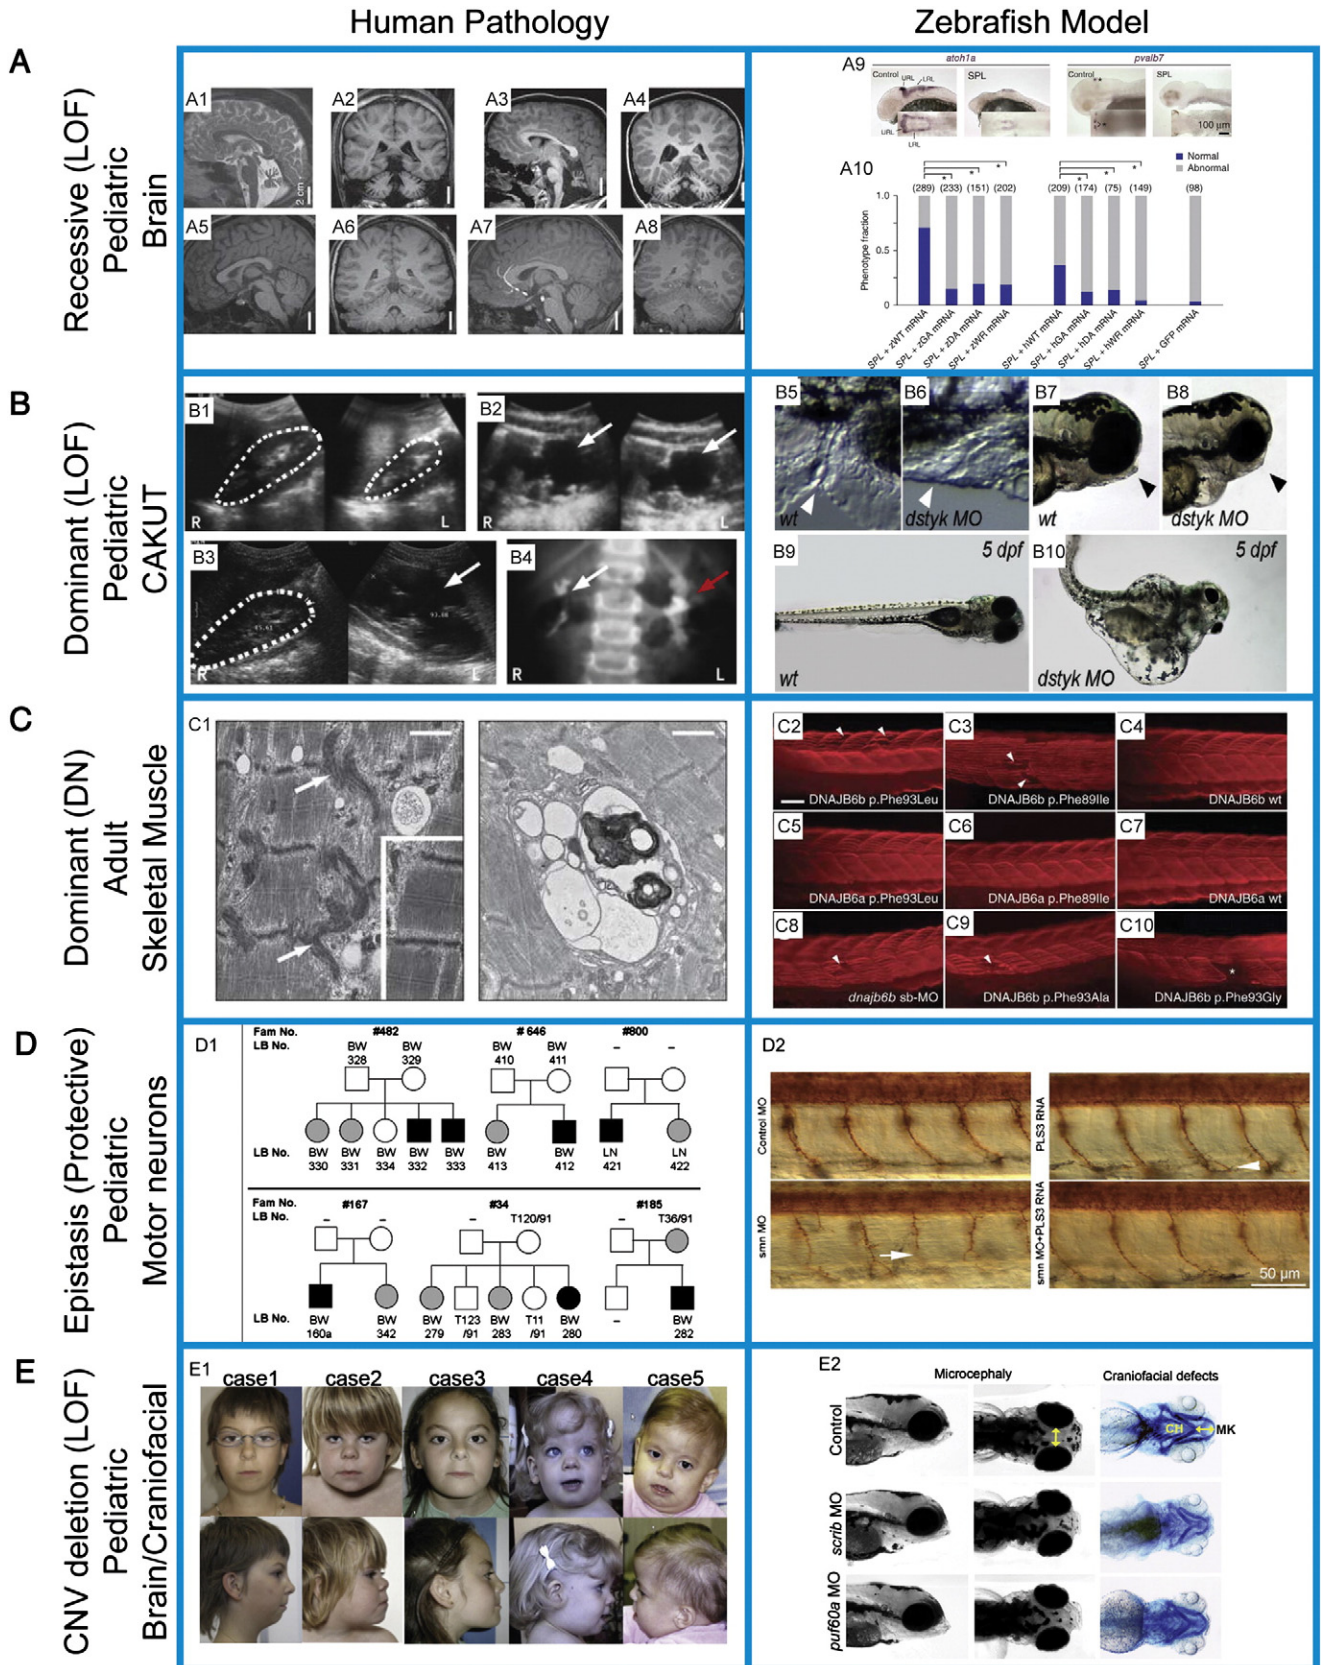 Human Pathology
Zebrafish Model
A
Recessive (LOF)
Pediatric
Brain
A1
A2
A3
A4
2 cm
A5
A6
A7
A8
A9
atoh1a
pvalb7
Control
URL
LRL
SPL
Control
**
SPL
URL
LRL
*
100 µm
A10
Normal
Abnormal
* * * * * *
(289) (233) (151) (202) (209) (174) (75) (149) (98)
Phenotype fraction
1.0
0.5
0
SPL + zWT mRNA
SPL + zGA mRNA
SPL + zDA mRNA
SPL + zWR mRNA
SPL + hWT mRNA
SPL + hGA mRNA
SPL + hDA mRNA
SPL + hWR mRNA
SPL + GFP mRNA
B
Dominant (LOF)
Pediatric
CAKUT
B1
R L
B2
R L
B3
R L
B4
R L
B5
wt
B6
dstyk MO
B7
wt
B8
dstyk MO
B9
5 dpf
wt
B10
5 dpf
dstyk MO
C
Dominant (DN)
Adult
Skeletal Muscle
C1
C2
DNAJB6b p.Phe93Leu
C3
DNAJB6b p.Phe89Ile
C4
DNAJB6b wt
C5
DNAJB6a p.Phe93Leu
C6
DNAJB6a p.Phe89Ile
C7
DNAJB6a wt
C8
dnajb6b sb-MO
C9
DNAJB6b p.Phe93Ala
C10
*
DNAJB6b p.Phe93Gly
D
Epistasis (Protective)
Pediatric
Motor neurons
D1
Fam No. #482 #646 #800
LB No. BW BW BW BW – –
328 329 410 411
LB No. BW BW BW BW BW BW BW LN LN
330 331 334 332 333 413 412 421 422
Fam No. #167 #34 #185
LB No. – – – T120/91 – T36/91
LB No. BW BW BW T123 BW T11 BW – BW
160a 342 279 /91 283 /91 280 282
D2
Control MO
PLS3 RNA
smn MO
smn MO+PLS3 RNA
50 µm
E
CNV deletion (LOF)
Pediatric
Brain/Craniofacial
E1
case1 case2 case3 case4 case5
E2
Microcephaly
Craniofacial defects
Control
CH
MK
scrib MO
puf60a MO